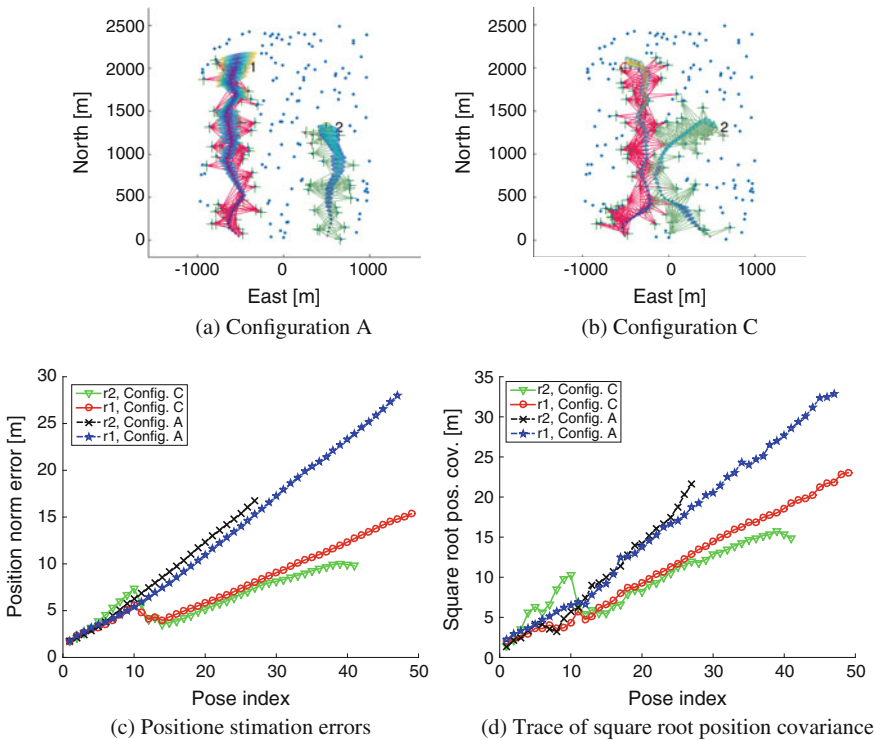 2500
2000
1500
1000
500
0
North [m]
1
2
-1000 0 1000
East [m]
(a) Configuration A
2500
2000
1500
1000
500
0
North [m]
2
-1000 0 1000
East [m]
(b) Configuration C
30
25
20
15
10
5
0
Position norm error [m]
r2, Config. C
r1, Config. C
r2, Config. A
r1, Config. A
0 10 20 30 40 50
Pose index
(c) Positione stimation errors
35
30
25
20
15
10
5
0
Square root pos. cov. [m]
r2, Config. C
r1, Config. C
r2, Config. A
r1, Config. A
0 10 20 30 40 50
Pose index
(d) Trace of square root position covariance